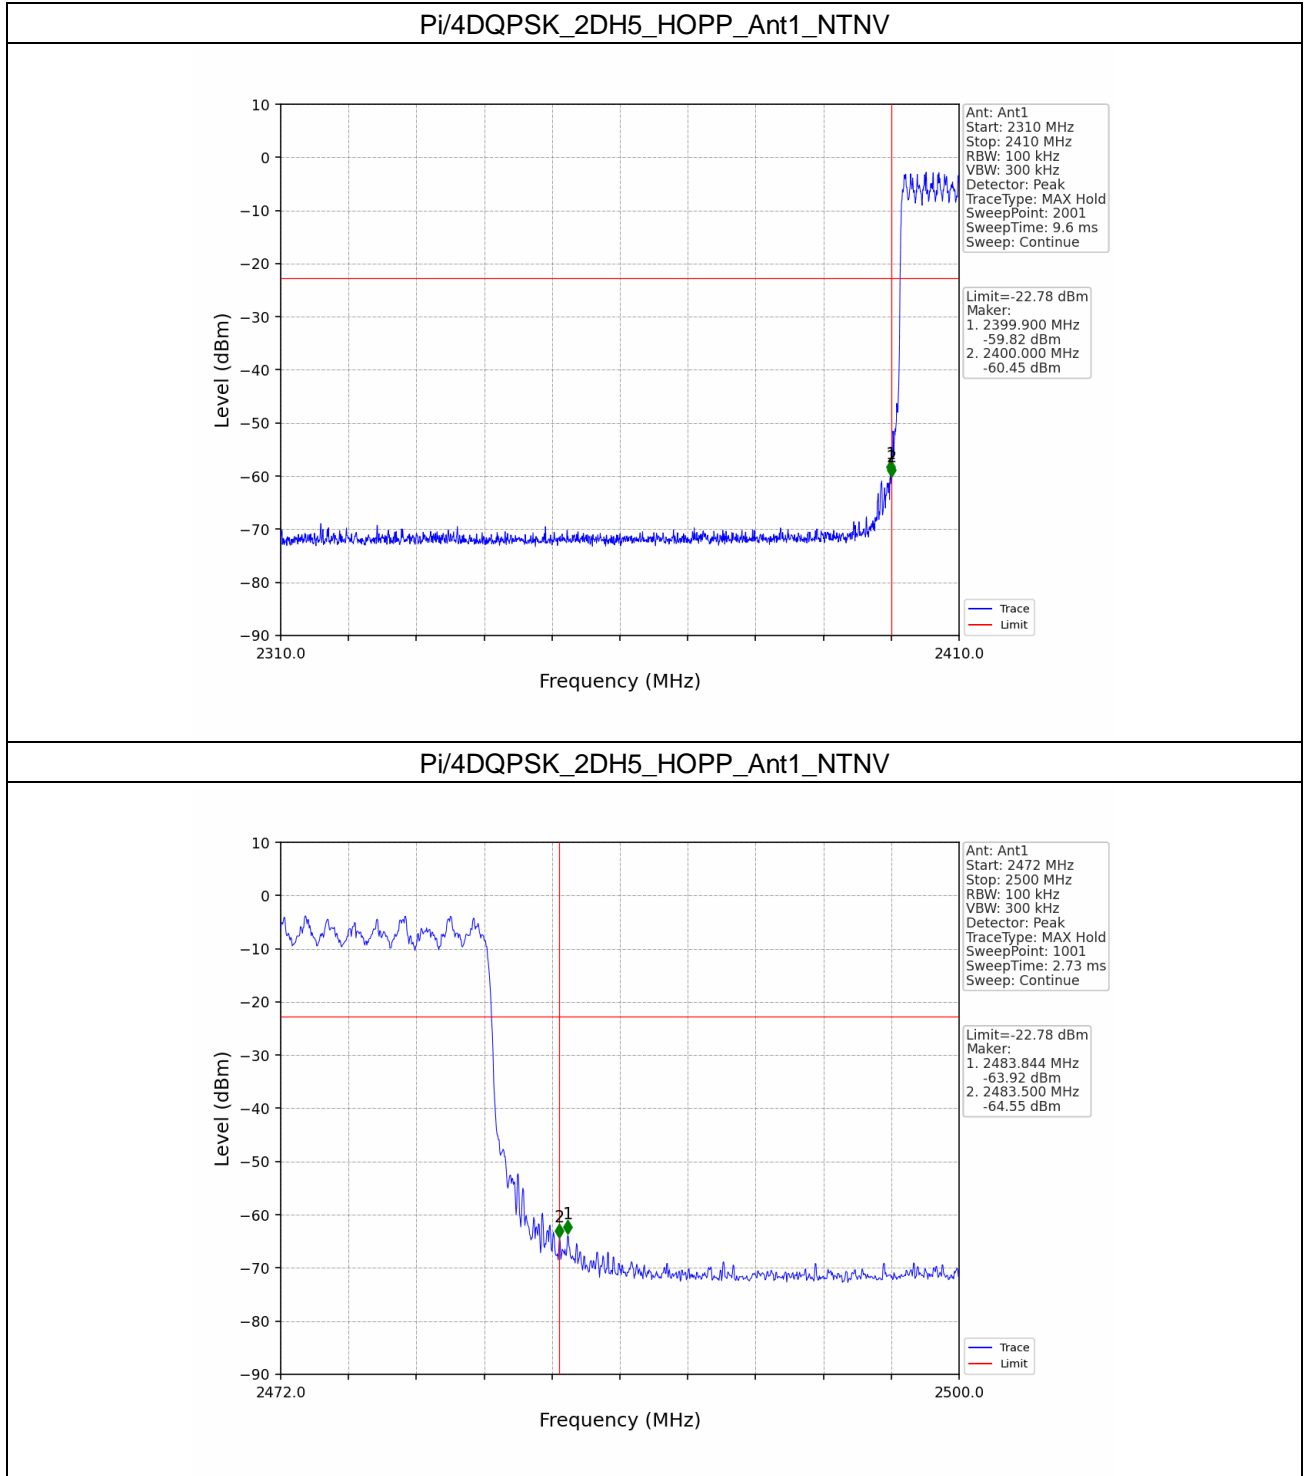 Pi/4DQPSK_2DH5_HOPP_Ant1_NTNV
10
0
−10
−20
−30
−40
−50
−60
−70
−80
−90
Level (dBm)
2310.0
2410.0
Frequency (MHz)
Ant: Ant1
Start: 2310 MHz
Stop: 2410 MHz
RBW: 100 kHz
VBW: 300 kHz
Detector: Peak
TraceType: MAX Hold
SweepPoint: 2001
SweepTime: 9.6 ms
Sweep: Continue
Limit=-22.78 dBm
Maker:
1. 2399.900 MHz
-59.82 dBm
2. 2400.000 MHz
-60.45 dBm
Trace
Limit
Pi/4DQPSK_2DH5_HOPP_Ant1_NTNV
10
0
−10
−20
−30
−40
−50
−60
−70
−80
−90
Level (dBm)
2
1
2472.0
2500.0
Frequency (MHz)
Ant: Ant1
Start: 2472 MHz
Stop: 2500 MHz
RBW: 100 kHz
VBW: 300 kHz
Detector: Peak
TraceType: MAX Hold
SweepPoint: 1001
SweepTime: 2.73 ms
Sweep: Continue
Limit=-22.78 dBm
Maker:
1. 2483.844 MHz
-63.92 dBm
2. 2483.500 MHz
-64.55 dBm
Trace
Limit